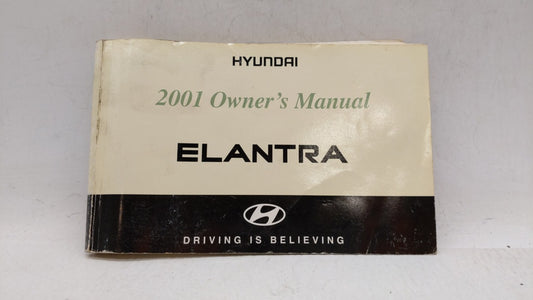 HYUNDAI
2001 Owner's Manual
ELANTRA
DRIVING IS BELIEVING